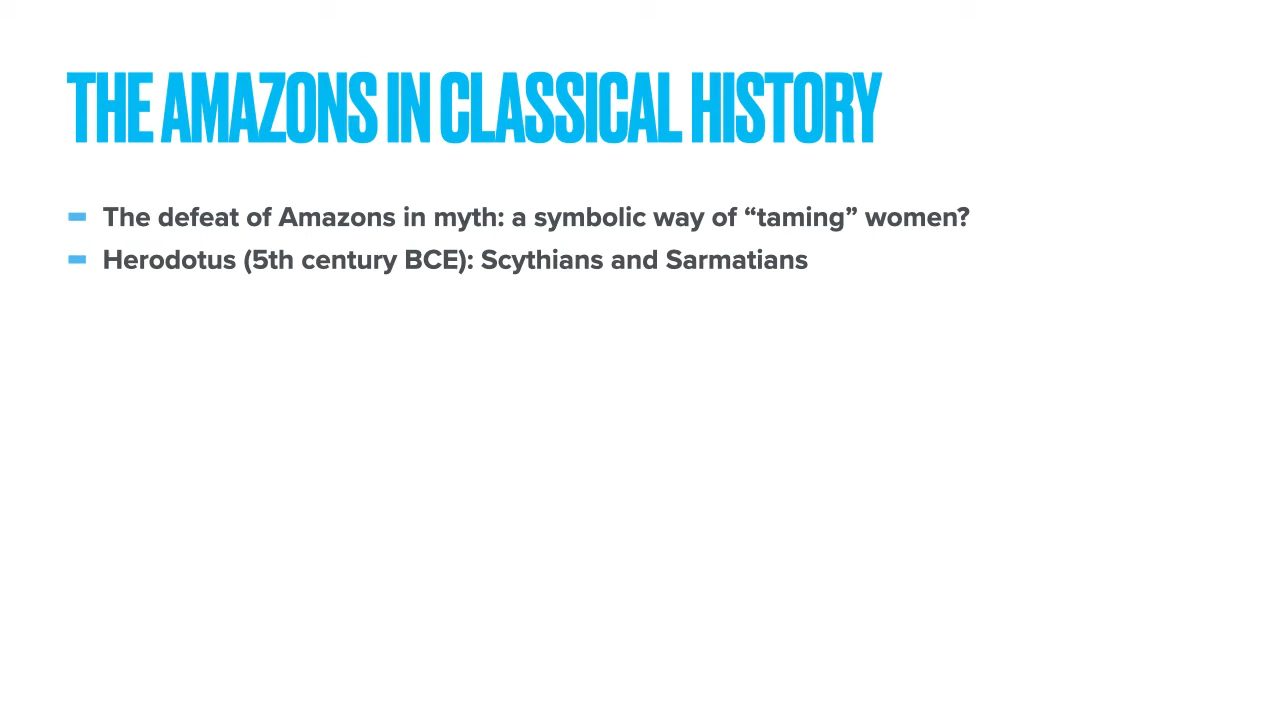 THE AMAZONS IN CLASSICAL HISTORY
The defeat of Amazons in myth: a symbolic way of “taming” women?
Herodotus (5th century BCE): Scythians and Sarmatians